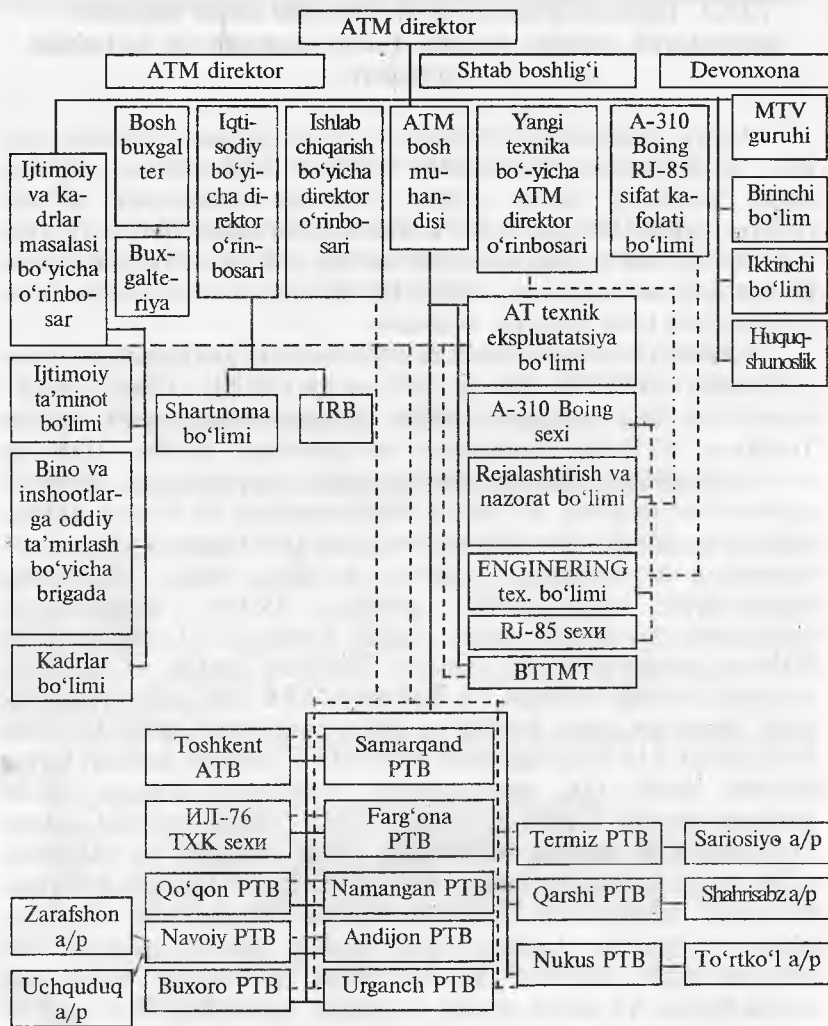 ATM direktor
ATM direktor
Shtab boshlig‘i
Devonxona
Ijtimoiy
va ka-
drlar
masalasi
bo‘yicha
o‘rinbo-
sar
Bosh
buxgal-
ter
Bux-
galte-
riya
Iqti-
sodiy
bo‘yi-
cha di-
rektor
o‘rin-
bosari
Ishlab
chiqarish
bo‘yicha
direktor
o‘rinbo-
sari
ATM
bosh
mu-
han-
disi
Yangi
texnika
bo‘-yicha
ATM
direktor
o‘rinbosari
A-310
Boing
RJ-85
sifat ka-
folati
bo‘limi
MTV
guruhi
Birinchi
bo‘lim
Ikkinchi
bo‘lim
Huquq-
shunoslik
Ijtimoiy
ta’minot
bo‘limi
Bino va
inshootlar-
ga oddiy
ta’mirlash
bo‘yicha
brigada
Kadrlar
bo‘limi
Shartnoma
bo‘limi
IRB
AT texnik
ekspluatatsiya
bo‘limi
A-310 Boing
sexi
Rejalashtirish va
nazorat bo‘limi
ENGINERING
tex. bo‘limi
RJ-85 sexи
BTTMT
Toshkent
ATB
Samarqand
PTB
ИЛ-76
TXK sexи
Farg‘ona
PTB
Termiz PTB
Sariosiyo a/p
Qo‘qon PTB
Namangan PTB
Qarshi PTB
Shahrisabz a/p
Zarafshon
a/p
Navoiy PTB
Andijon PTB
Nukus PTB
To‘rtko‘l a/p
Uchquduq
a/p
Buxoro PTB
Urganch PTB